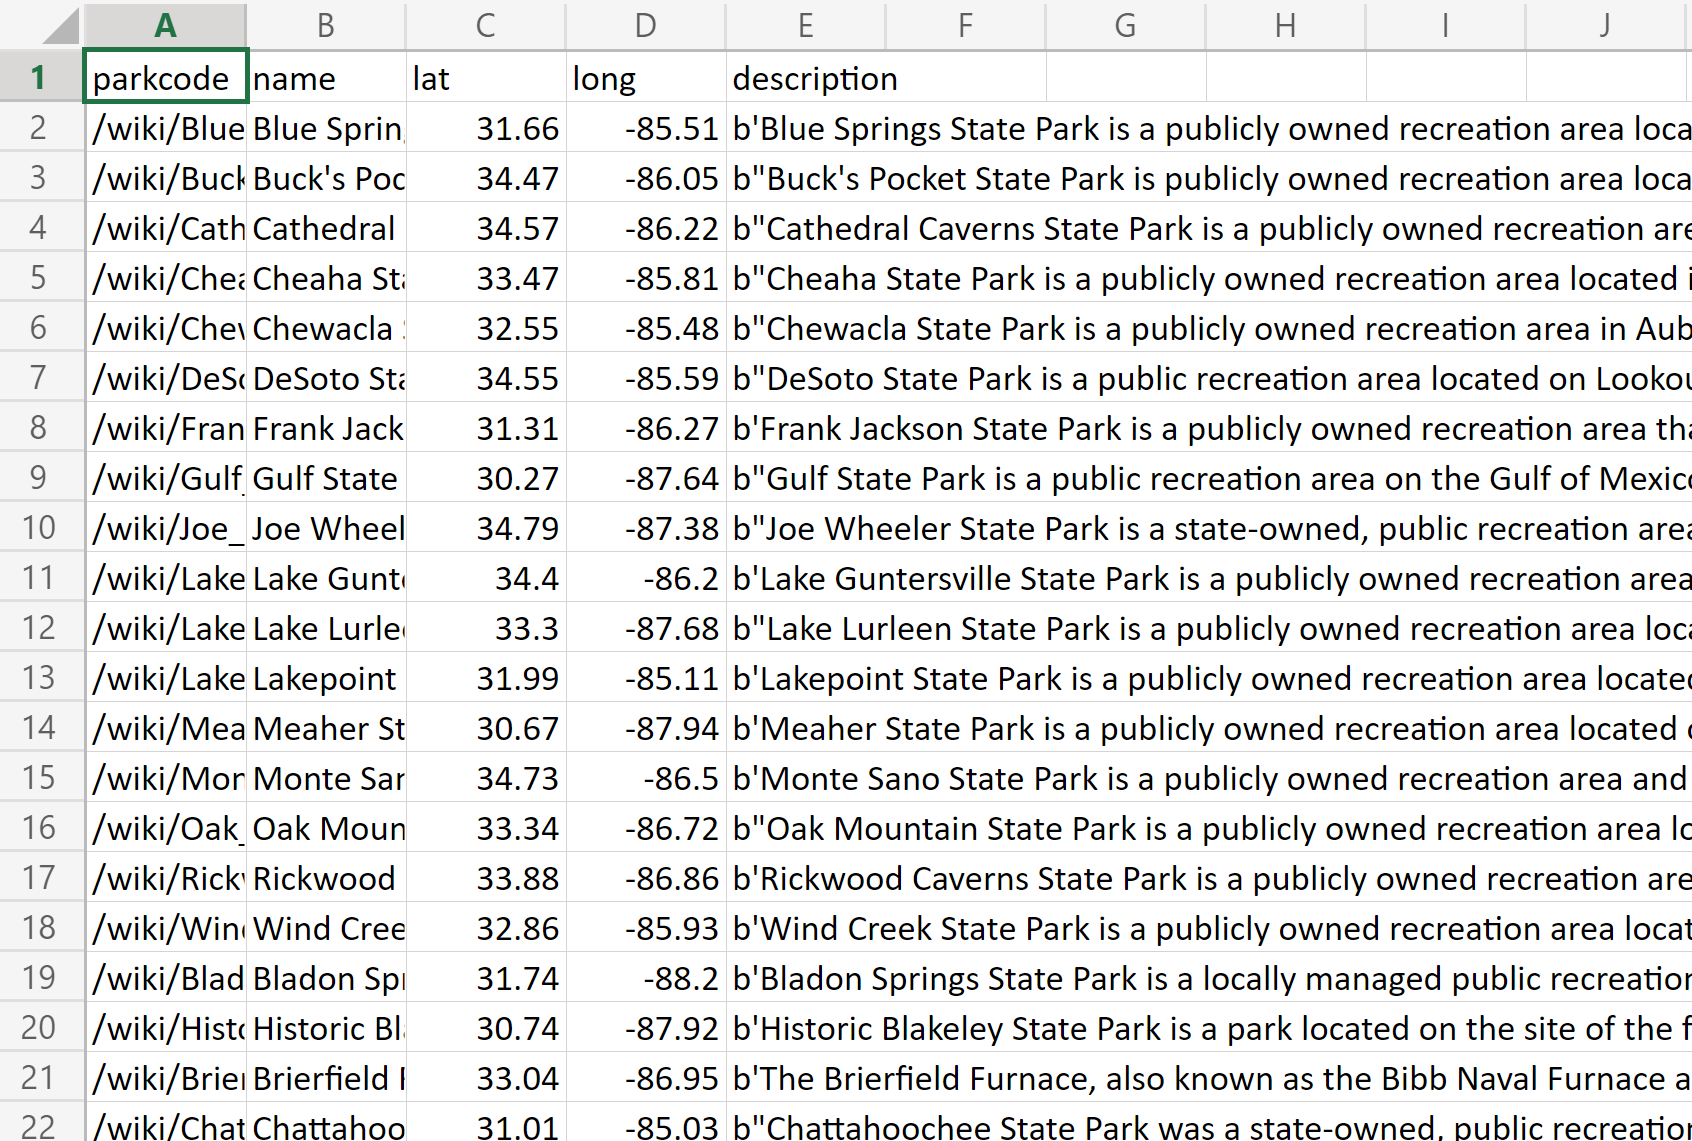 A B C D E F G H I J
1 parkcode name lat long description
2 /wiki/Blue Blue Sprin 31.66 -85.51 b'Blue Springs State Park is a publicly owned recreation area loca
3 /wiki/Buck Buck's Poc 34.47 -86.05 b"Buck's Pocket State Park is publicly owned recreation area loca
4 /wiki/Cath Cathedral 34.57 -86.22 b"Cathedral Caverns State Park is a publicly owned recreation are
5 /wiki/Chea Cheaha Sta 33.47 -85.81 b"Cheaha State Park is a publicly owned recreation area located i
6 /wiki/Chew Chewacla 32.55 -85.48 b"Chewacla State Park is a publicly owned recreation area in Aub
7 /wiki/DeSo DeSoto Sta 34.55 -85.59 b"DeSoto State Park is a public recreation area located on Lookou
8 /wiki/Fran Frank Jack 31.31 -86.27 b'Frank Jackson State Park is a publicly owned recreation area tha
9 /wiki/Gulf_ Gulf State 30.27 -87.64 b"Gulf State Park is a public recreation area on the Gulf of Mexico
10 /wiki/Joe_ Joe Wheel 34.79 -87.38 b"Joe Wheeler State Park is a state-owned, public recreation area
11 /wiki/Lake Lake Gunte 34.4 -86.2 b'Lake Guntersville State Park is a publicly owned recreation area
12 /wiki/Lake Lake Lurlee 33.3 -87.68 b"Lake Lurleen State Park is a publicly owned recreation area loca
13 /wiki/Lake Lakepoint 31.99 -85.11 b'Lakepoint State Park is a publicly owned recreation area located
14 /wiki/Mea Meaher St 30.67 -87.94 b'Meaher State Park is a publicly owned recreation area located o
15 /wiki/Mon Monte San 34.73 -86.5 b'Monte Sano State Park is a publicly owned recreation area and
16 /wiki/Oak_ Oak Moun 33.34 -86.72 b"Oak Mountain State Park is a publicly owned recreation area lo
17 /wiki/Rickw Rickwood 33.88 -86.86 b'Rickwood Caverns State Park is a publicly owned recreation are
18 /wiki/Wind Wind Cree 32.86 -85.93 b'Wind Creek State Park is a publicly owned recreation area locat
19 /wiki/Blad Bladon Spr 31.74 -88.2 b'Bladon Springs State Park is a locally managed public recreation
20 /wiki/Histo Historic Bla 30.74 -87.92 b'Historic Blakeley State Park is a park located on the site of the f
21 /wiki/Brier Brierfield 33.04 -86.95 b'The Brierfield Furnace, also known as the Bibb Naval Furnace a
22 /wiki/Chat Chattahoo 31.01 -85.03 b"Chattahoochee State Park was a state-owned, public recreation